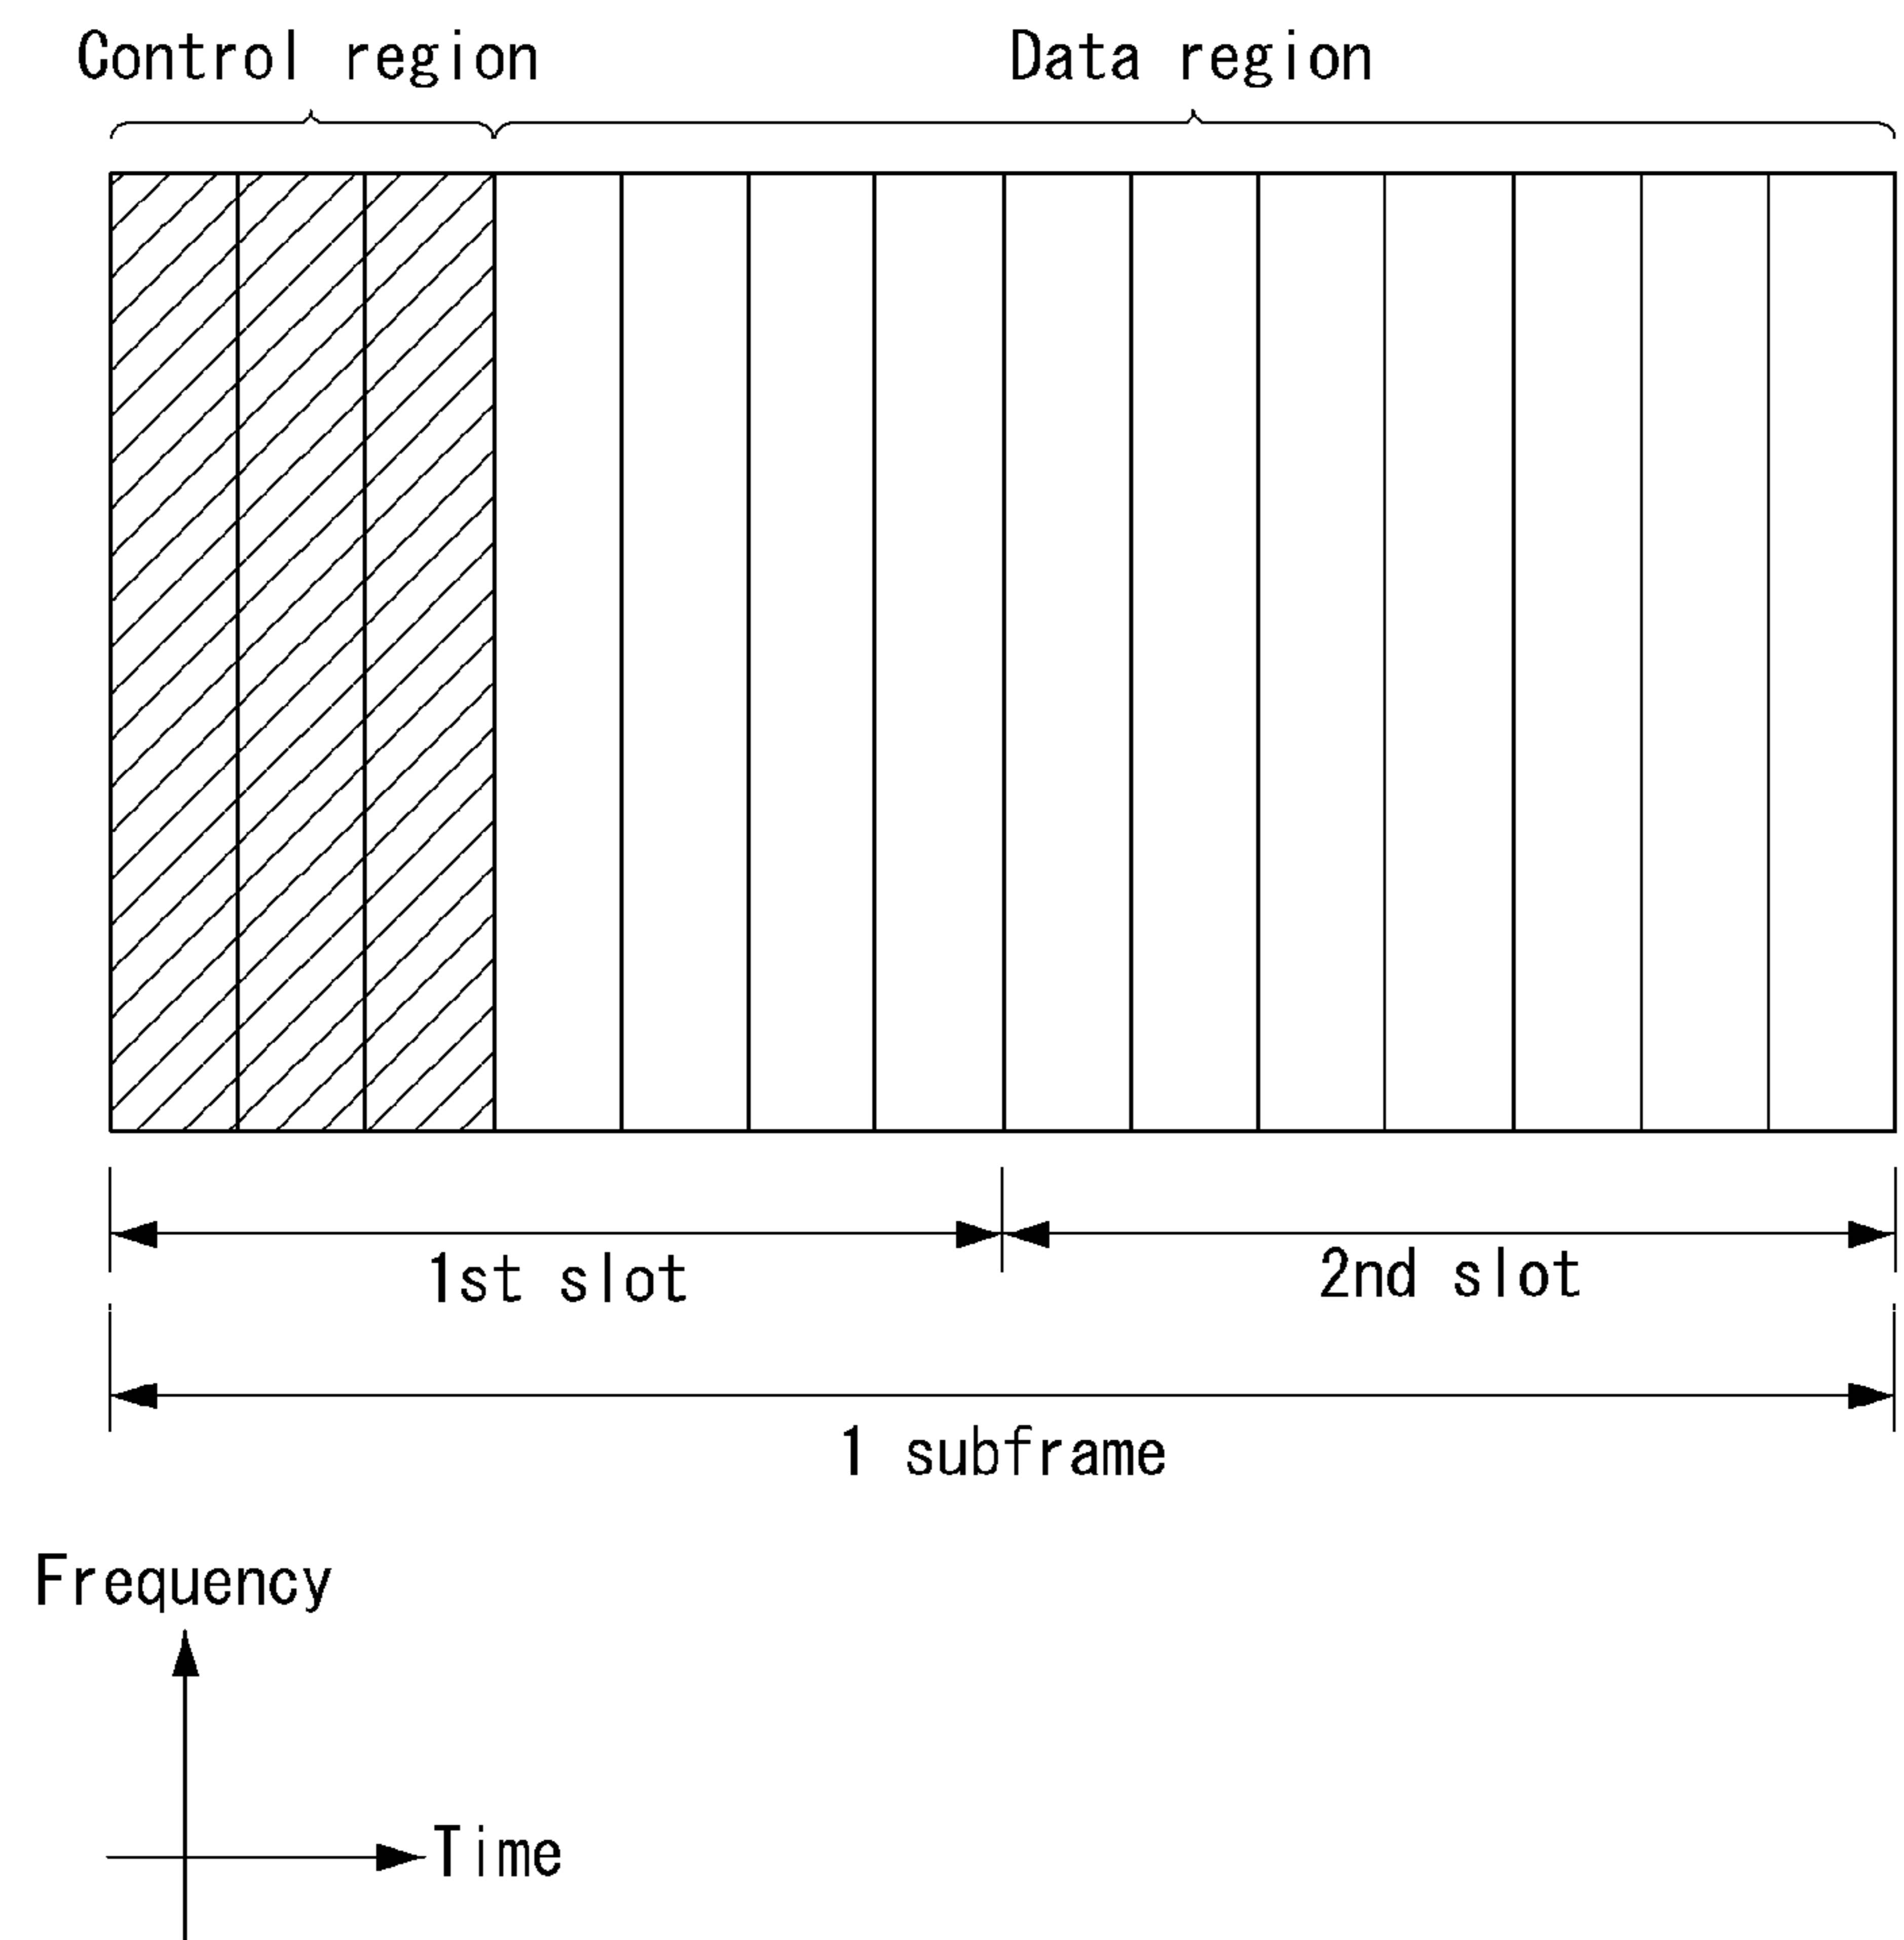 Control region
Data region
1st slot
2nd slot
1 subframe
Frequency
Time